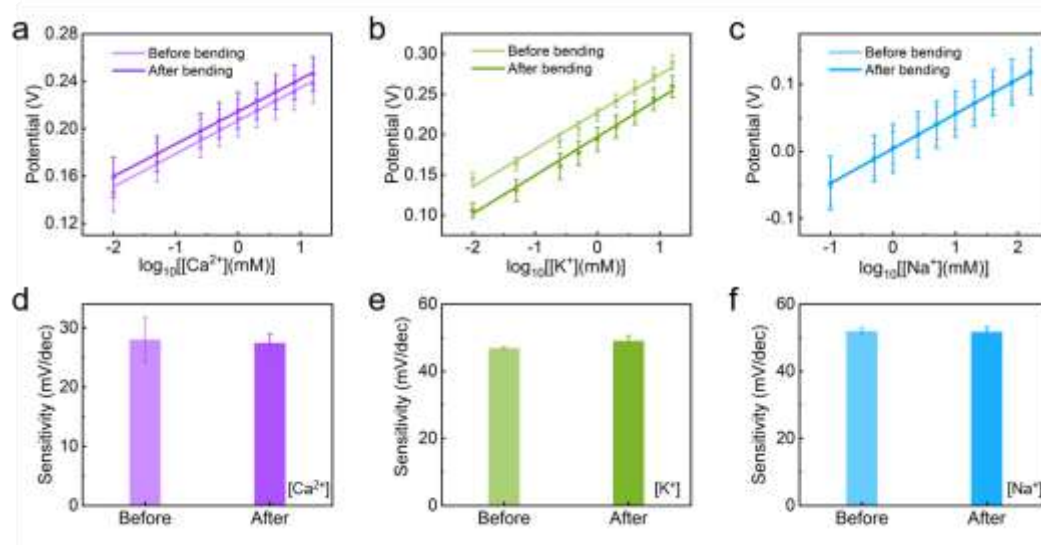 a
0.28
0.24
0.20
0.16
0.12
Potential (V)
Before bending
After bending
-2
-1
0
1
log₁₀[[Ca²⁺](mM)]
b
0.30
0.25
0.20
0.15
0.10
Potential (V)
Before bending
After bending
-2
-1
0
1
log₁₀[[K⁺](mM)]
c
0.1
0.0
-0.1
Potential (V)
Before bending
After bending
-1
0
1
2
log₁₀[[Na⁺](mM)]
d
30
20
10
0
Sensitivity (mV/dec)
[Ca²⁺]
Before
After
e
60
40
20
0
Sensitivity (mV/dec)
[K⁺]
Before
After
f
60
40
20
0
Sensitivity (mV/dec)
[Na⁺]
Before
After